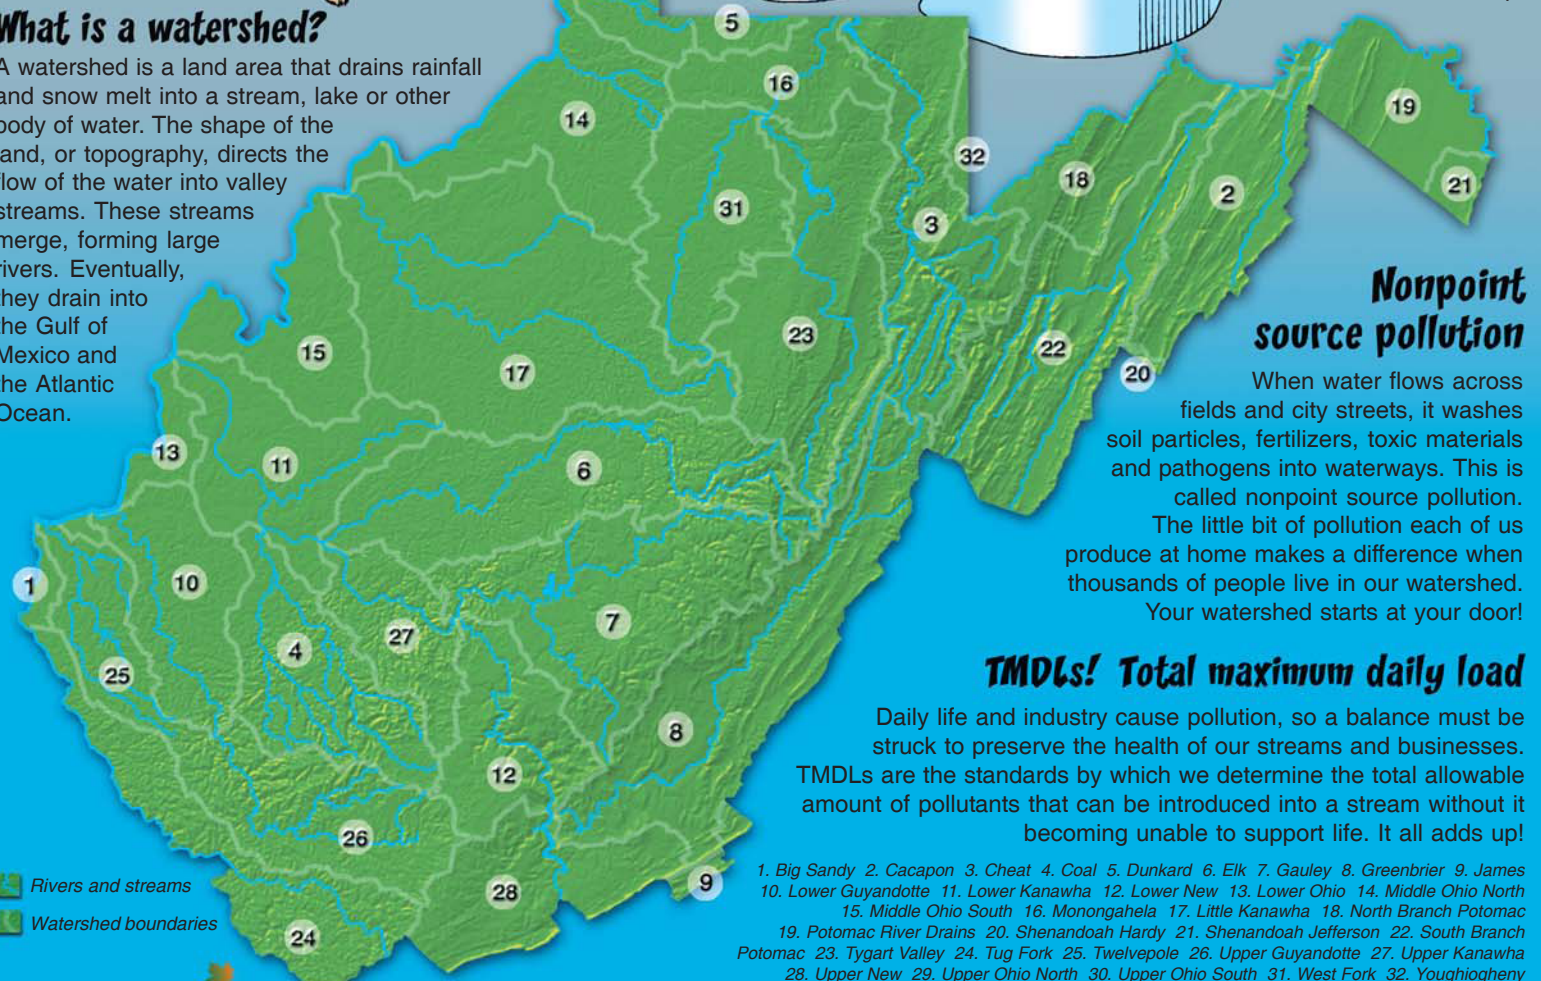 What is a watershed?
A watershed is a land area that drains rainfall
and snow melt into a stream, lake or other
body of water. The shape of the
land, or topography, directs the
flow of the water into valley
streams. These streams
merge, forming large
rivers. Eventually,
they drain into
the Gulf of
Mexico and
the Atlantic
Ocean.
5
16
14
32
19
18
21
2
31
3
23
15
22
17
20
13
11
6
1
10
7
27
4
25
8
12
26
9
28
24
Nonpoint
source pollution
When water flows across
fields and city streets, it washes
soil particles, fertilizers, toxic materials
and pathogens into waterways. This is
called nonpoint source pollution.
The little bit of pollution each of us
produce at home makes a difference when
thousands of people live in our watershed.
Your watershed starts at your door!
TMDLs! Total maximum daily load
Daily life and industry cause pollution, so a balance must be
struck to preserve the health of our streams and businesses.
TMDLs are the standards by which we determine the total allowable
amount of pollutants that can be introduced into a stream without it
becoming unable to support life. It all adds up!
1. Big Sandy 2. Cacapon 3. Cheat 4. Coal 5. Dunkard 6. Elk 7. Gauley 8. Greenbrier 9. James
10. Lower Guyandotte 11. Lower Kanawha 12. Lower New 13. Lower Ohio 14. Middle Ohio North
15. Middle Ohio South 16. Monongahela 17. Little Kanawha 18. North Branch Potomac
19. Potomac River Drains 20. Shenandoah Hardy 21. Shenandoah Jefferson 22. South Branch
Potomac 23. Tygart Valley 24. Tug Fork 25. Twelvepole 26. Upper Guyandotte 27. Upper Kanawha
28. Upper New 29. Upper Ohio North 30. Upper Ohio South 31. West Fork 32. Youghiogheny
Rivers and streams
Watershed boundaries